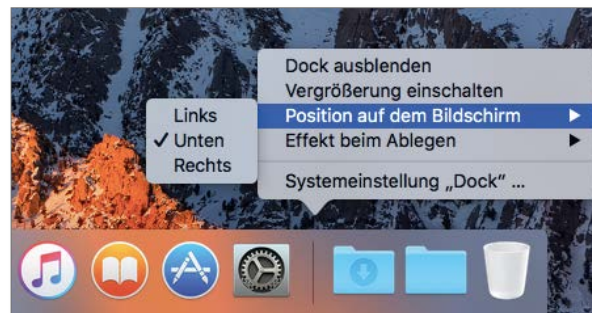 Dock ausblenden
Vergrößerung einschalten
Position auf dem Bildschirm
Effekt beim Ablegen
Systemeinstellung „Dock“ ...
Links
Unten
Rechts